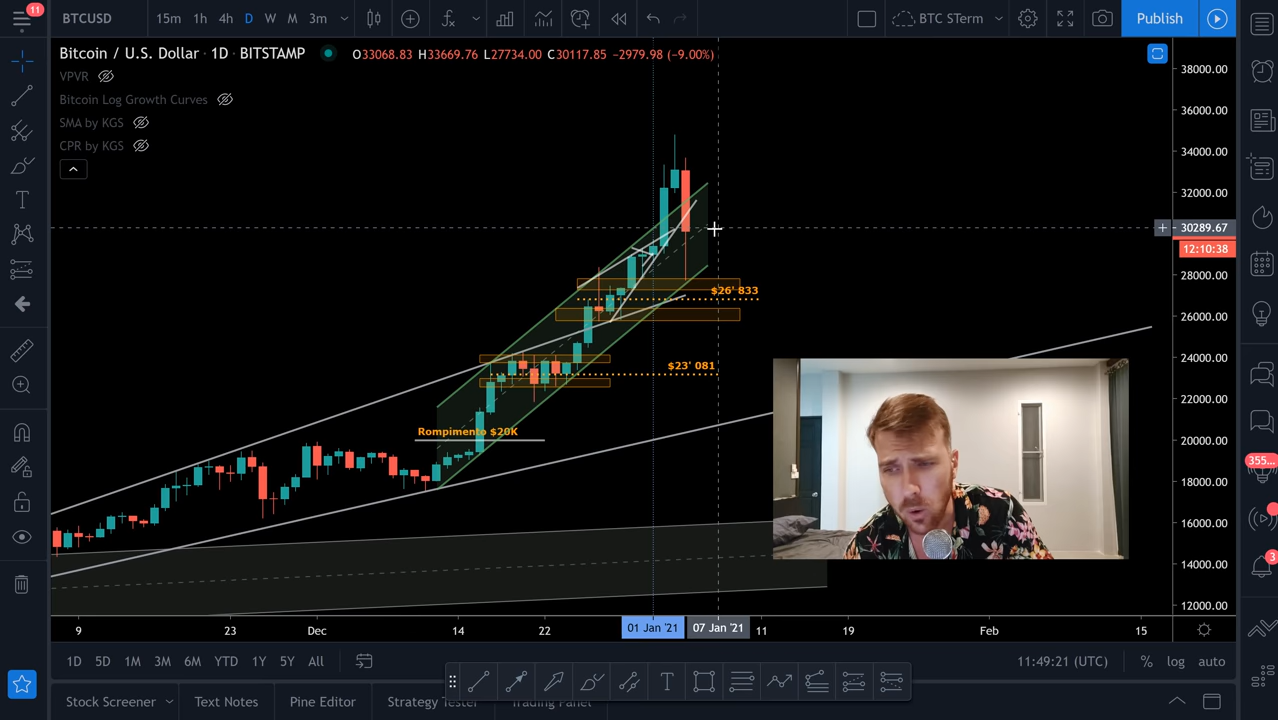 11
BTCUSD 15m 1h 4h D W M 3m BTC STerm Publish
Bitcoin / U.S. Dollar · 1D · BITSTAMP O33068.83 H33669.76 L27734.00 C30117.85 −2979.98 (−9.00%)
VPVR
Bitcoin Log Growth Curves
SMA by KGS
CPR by KGS
38000.00
36000.00
34000.00
32000.00
30289.67
12:10:38
28000.00
$26' 833
26000.00
24000.00
$23' 081
Rompimento $20K
20000.00
355...
18000.00
16000.00
14000.00
3
12000.00
9 23 Dec 14 22 01 Jan '21 07 Jan '21 11 19 Feb 15
1D 5D 1M 3M 6M YTD 1Y 5Y All 11:49:21 (UTC) % log auto
Stock Screener Text Notes Pine Editor Strategy Tester Trading Panel